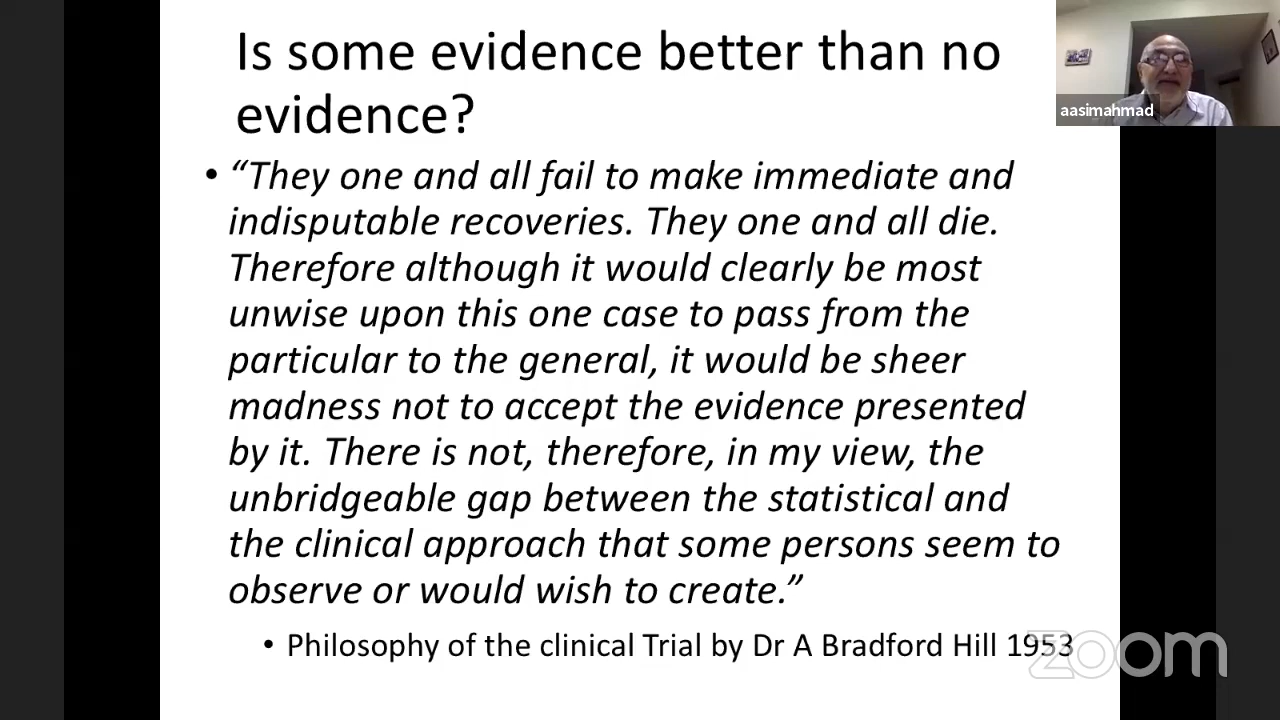 Is some evidence better than no
evidence?
• “They one and all fail to make immediate and
indisputable recoveries. They one and all die.
Therefore although it would clearly be most
unwise upon this one case to pass from the
particular to the general, it would be sheer
madness not to accept the evidence presented
by it. There is not, therefore, in my view, the
unbridgeable gap between the statistical and
the clinical approach that some persons seem to
observe or would wish to create.”
• Philosophy of the clinical Trial by Dr A Bradford Hill 1953
aasimahmad
zoom